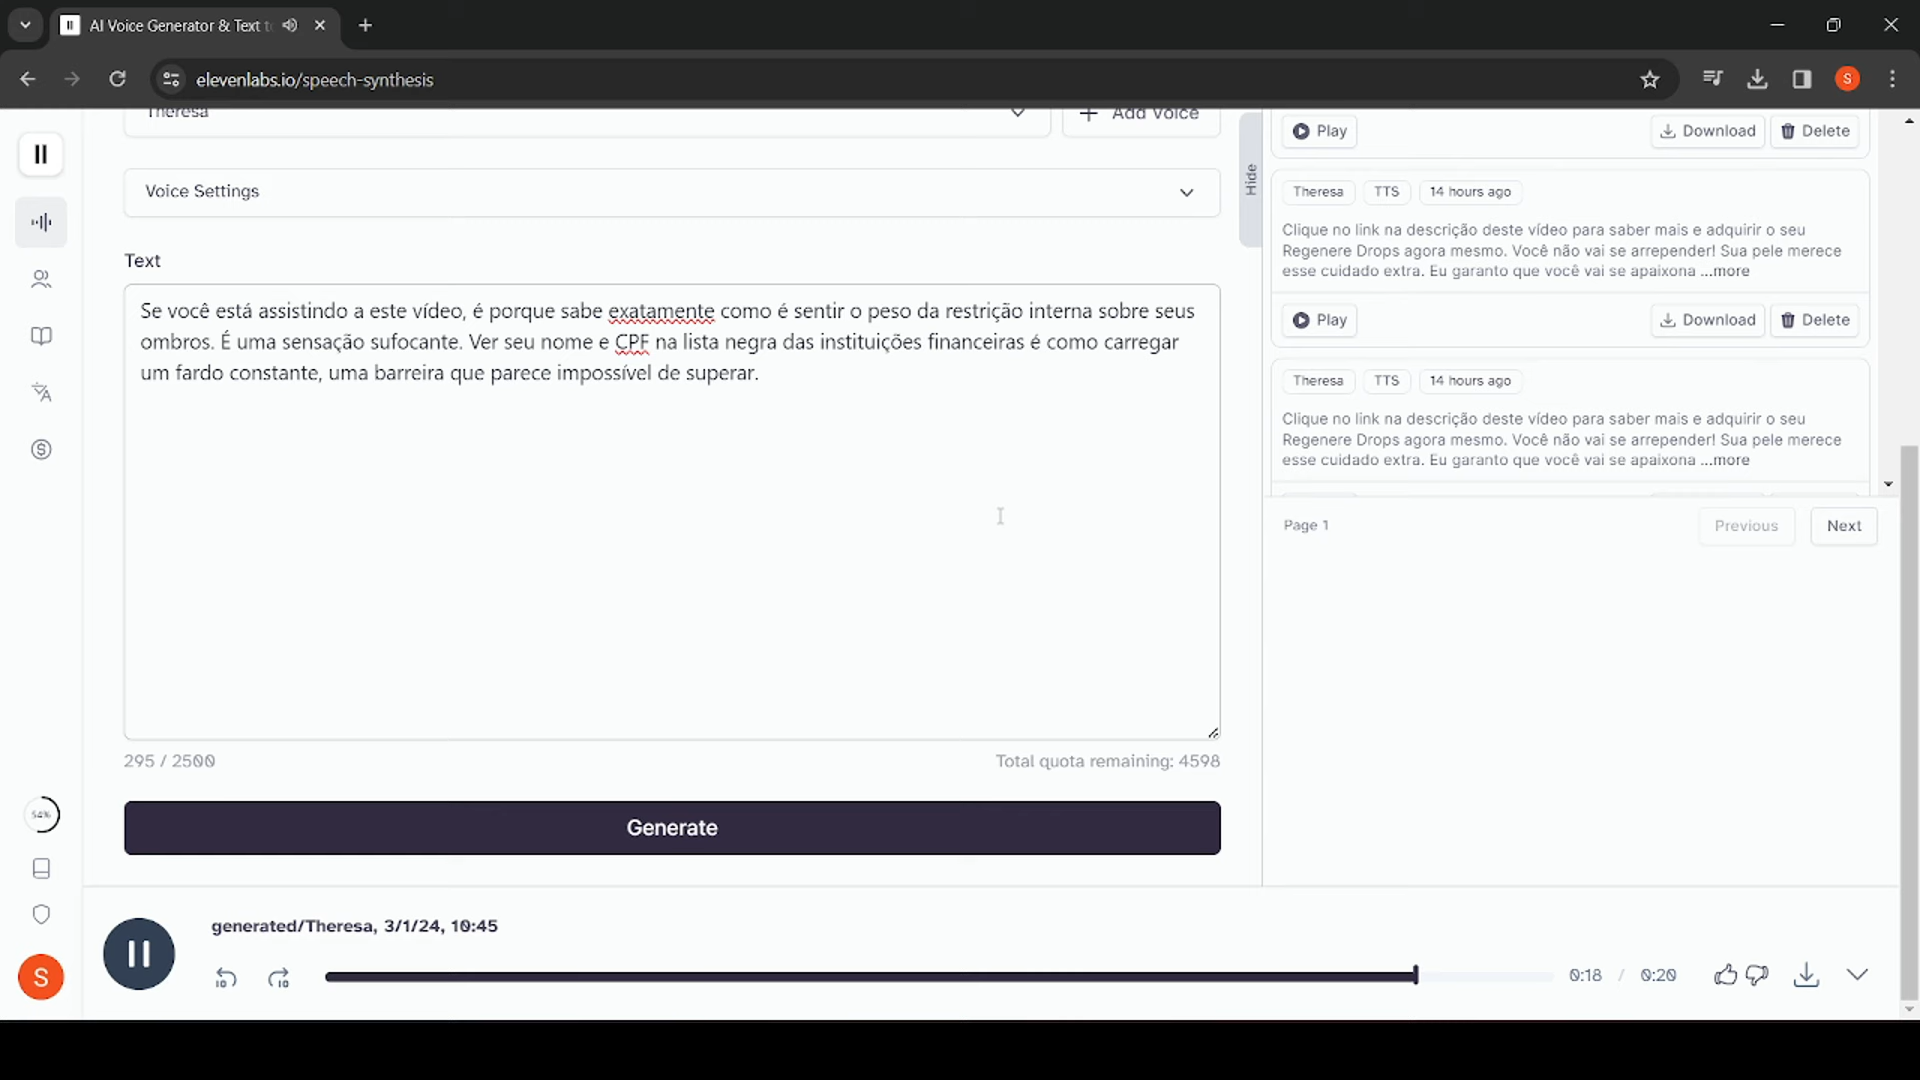 AI Voice Generator & Text t
elevenlabs.io/speech-synthesis
S
Theresa
Add Voice
Voice Settings
Text
Se você está assistindo a este vídeo, é porque sabe exatamente como é sentir o peso da restrição interna sobre seus
ombros. É uma sensação sufocante. Ver seu nome e CPF na lista negra das instituições financeiras é como carregar
um fardo constante, uma barreira que parece impossível de superar.
295 / 2500
Total quota remaining: 4598
Generate
Hide
Play
Download
Delete
Theresa
TTS
14 hours ago
Clique no link na descrição deste vídeo para saber mais e adquirir o seu
Regenere Drops agora mesmo. Você não vai se arrepender! Sua pele merece
esse cuidado extra. Eu garanto que você vai se apaixona ...more
Play
Download
Delete
Theresa
TTS
14 hours ago
Clique no link na descrição deste vídeo para saber mais e adquirir o seu
Regenere Drops agora mesmo. Você não vai se arrepender! Sua pele merece
esse cuidado extra. Eu garanto que você vai se apaixona ...more
Page 1
Previous
Next
54%
S
generated/Theresa, 3/1/24, 10:45
10
10
0:18 / 0:20